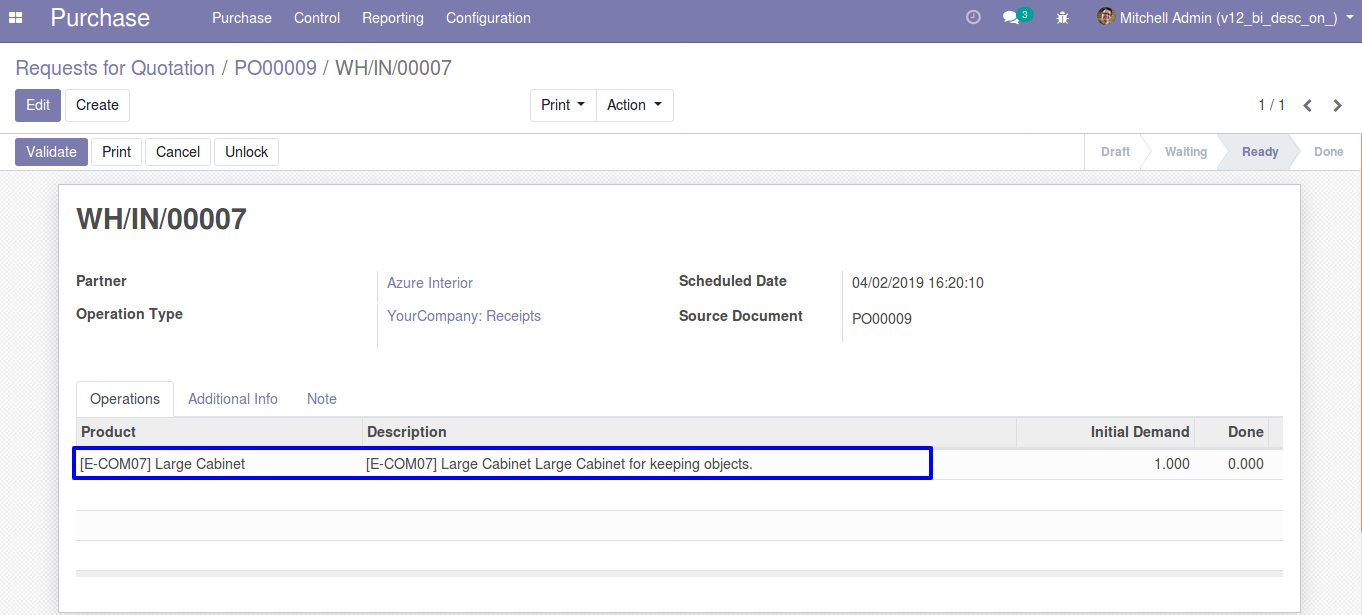 Purchase Purchase Control Reporting Configuration 3 Mitchell Admin (v12_bi_desc_on_)
Requests for Quotation / PO00009 / WH/IN/00007
Edit Create Print Action 1 / 1
Validate Print Cancel Unlock Draft Waiting Ready Done
WH/IN/00007
Partner Azure Interior Scheduled Date 04/02/2019 16:20:10
Operation Type YourCompany: Receipts Source Document PO00009
Operations Additional Info Note
Product Description Initial Demand Done
[E-COM07] Large Cabinet [E-COM07] Large Cabinet Large Cabinet for keeping objects. 1.000 0.000